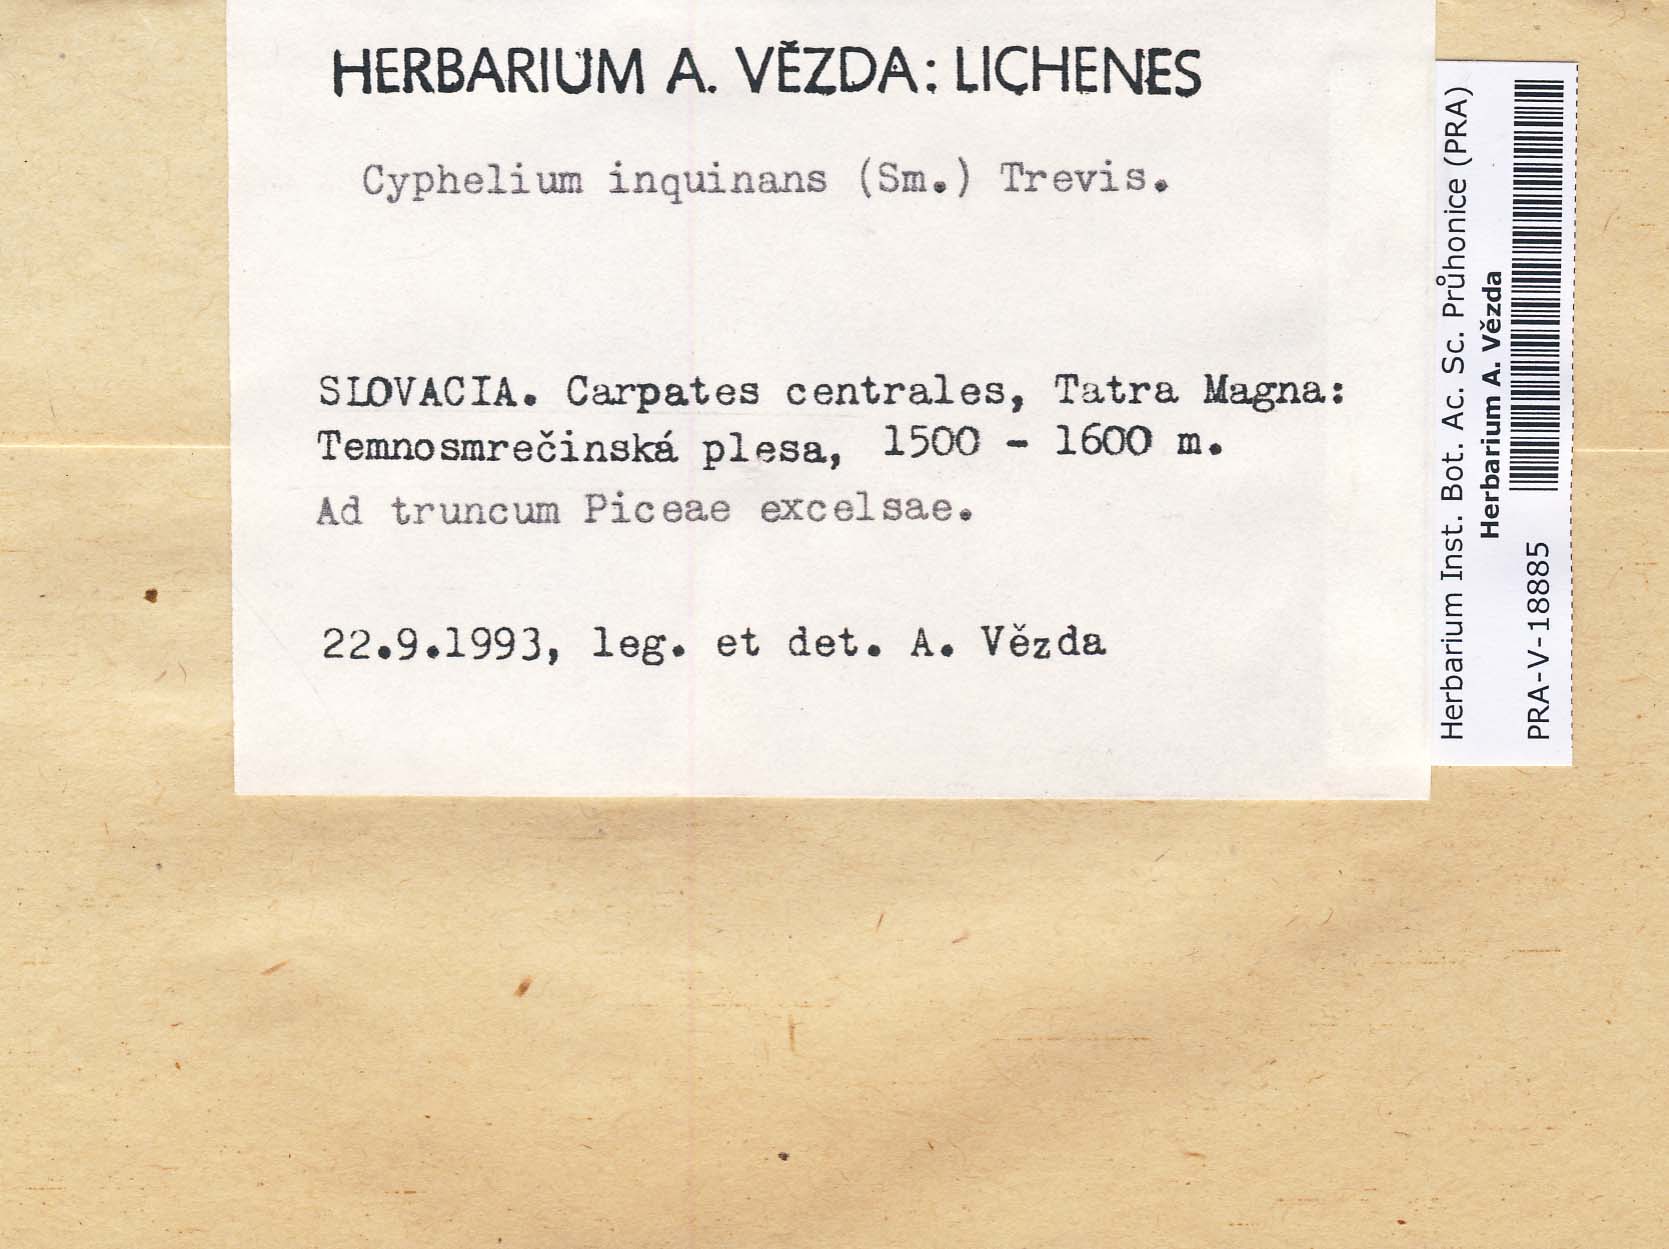 HERBARIUM A. VĚZDA: LICHENES
Cyphelium inquinans (Sm.) Trevis.
SLOVACIA. Carpates centrales, Tatra Magna:
Temnosmrečinská plesa, 1500 - 1600 m.
Ad truncum Piceae excelsae.
22.9.1993, leg. et det. A. Vězda
Herbarium Inst. Bot. Ac. Sc. Průhonice (PRA)
Herbarium A. Vězda
PRA-V-18885